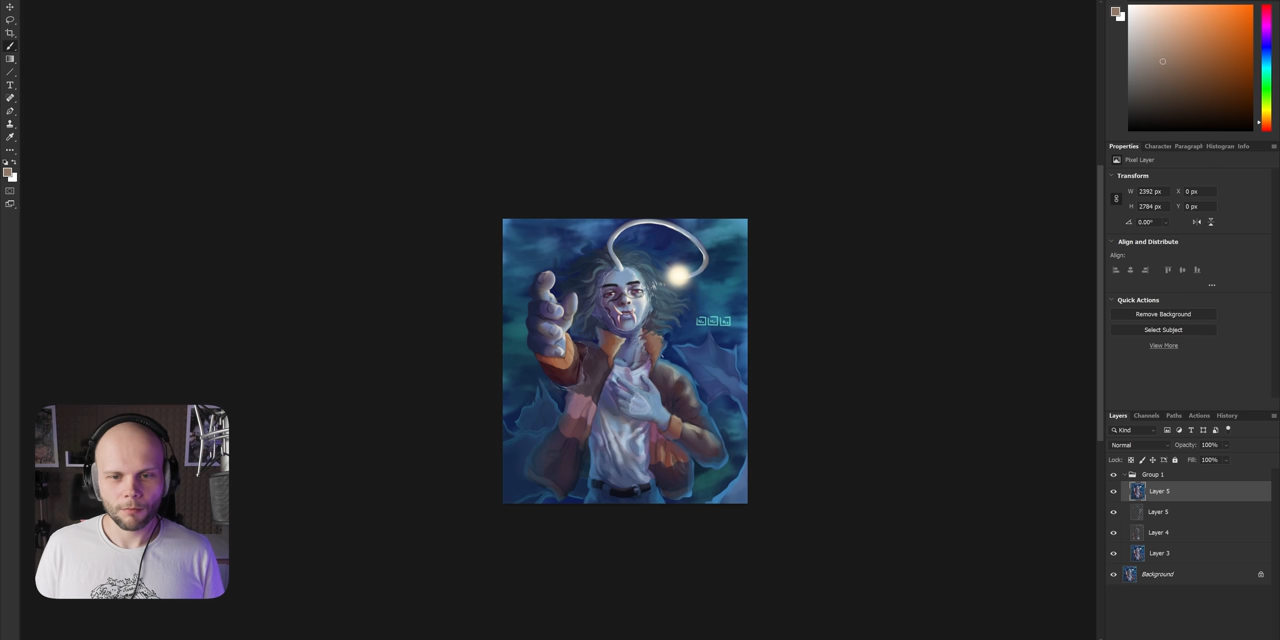 Properties Character Paragraph Histogram Info
Pixel Layer
Transform
W 2392 px X 0 px
H 2784 px Y 0 px
0.00°
Align and Distribute
Align:
Quick Actions
Remove Background
Select Subject
View More
Layers Channels Paths Actions History
Kind
Normal Opacity: 100%
Lock: Fill: 100%
Group 1
Layer 5
Layer 5
Layer 4
Layer 3
Background